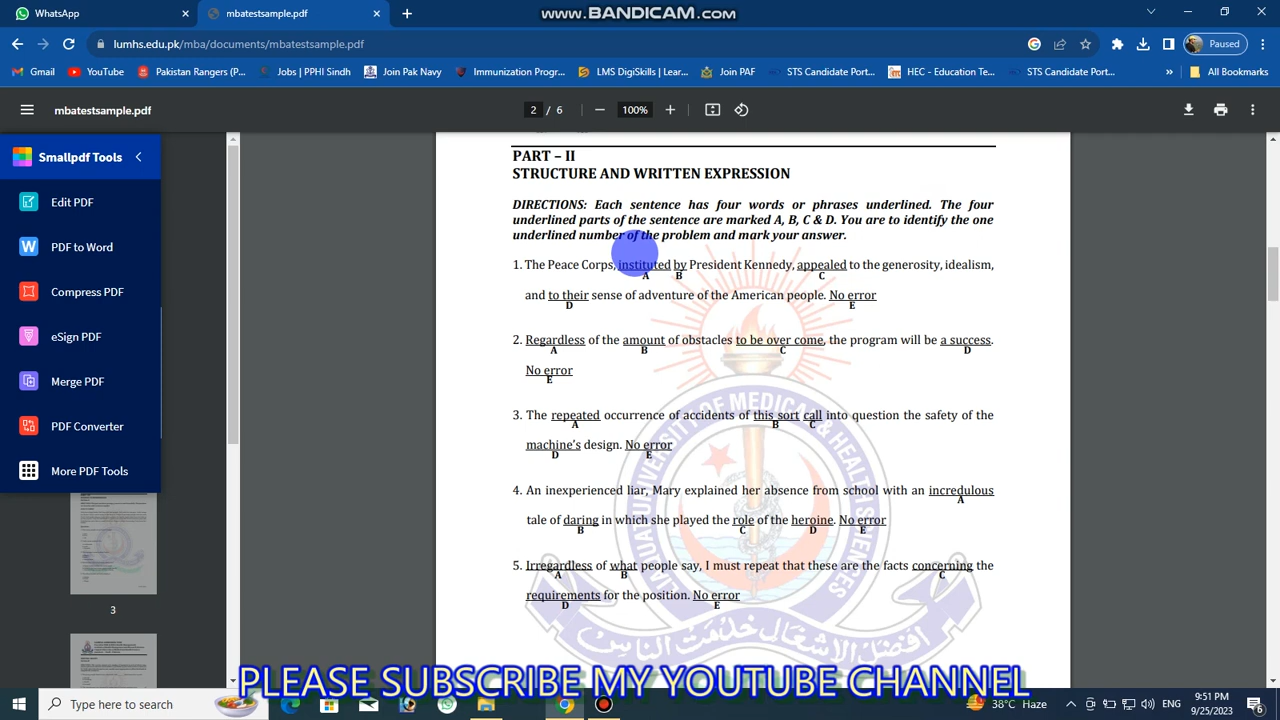 WhatsApp
mbatestsample.pdf
www.BANDICAM.com
lumhs.edu.pk/mba/documents/mbatestsample.pdf
Paused
Gmail
YouTube
Pakistan Rangers (P...
Jobs | PPHI Sindh
Join Pak Navy
Immunization Progr...
LMS DigiSkills | Lear...
Join PAF
STS Candidate Port...
HEC - Education Te...
STS Candidate Port...
All Bookmarks
mbatestsample.pdf
2 / 6
100%
Smallpdf Tools
Edit PDF
PDF to Word
Compress PDF
eSign PDF
Merge PDF
PDF Converter
More PDF Tools
3
PART – II
STRUCTURE AND WRITTEN EXPRESSION
DIRECTIONS: Each sentence has four words or phrases underlined. The four
underlined parts of the sentence are marked A, B, C & D. You are to identify the one
underlined number of the problem and mark your answer.
1. The Peace Corps, instituted by President Kennedy, appealed to the generosity, idealism,
A B C
and to their sense of adventure of the American people. No error
D E
2. Regardless of the amount of obstacles to be over come, the program will be a success.
A B C D
No error
E
3. The repeated occurrence of accidents of this sort call into question the safety of the
A B C
machine's design. No error
D E
4. An inexperienced liar, Mary explained her absence from school with an incredulous
A
tale of daring in which she played the role of the heroine. No error
B C D E
5. Irregardless of what people say, I must repeat that these are the facts concerning the
A B C
requirements for the position. No error
D E
PLEASE SUBSCRIBE MY YOUTUBE CHANNEL
Type here to search
38°C Haze
ENG
9:51 PM
9/25/2023
6